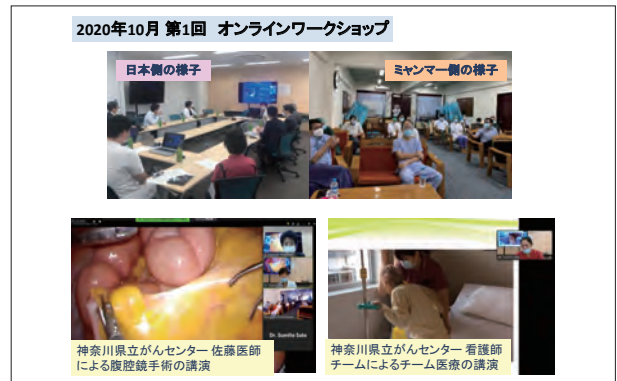 2020年10月 第1回 オンラインワークショップ
日本側の様子
ミャンマー側の様子
Dr. Sumito Sato
神奈川県立がんセンター 佐藤医師
による腹腔鏡手術の講演
神奈川県立がんセンター 看護師
チームによるチーム医療の講演